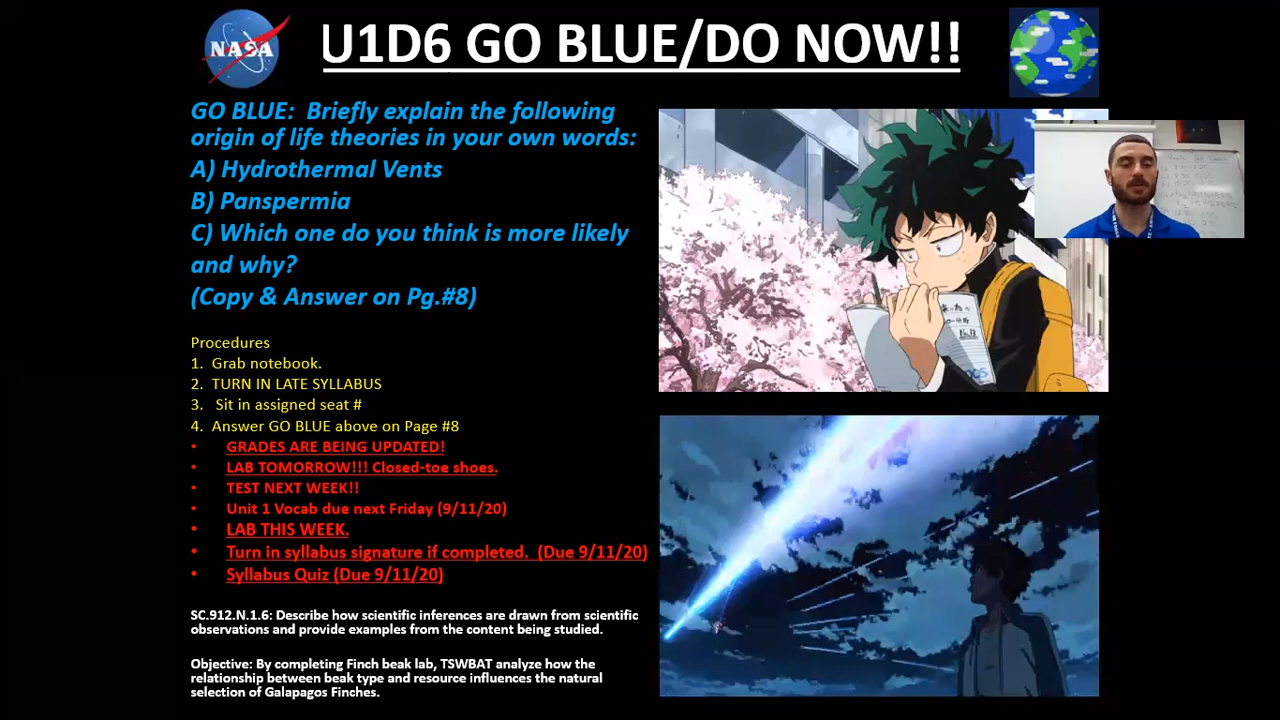 NASA
U1D6 GO BLUE/DO NOW!!
GO BLUE: Briefly explain the following
origin of life theories in your own words:
A) Hydrothermal Vents
B) Panspermia
C) Which one do you think is more likely
and why?
(Copy & Answer on Pg.#8)
Procedures
1. Grab notebook.
2. TURN IN LATE SYLLABUS
3. Sit in assigned seat #
4. Answer GO BLUE above on Page #8
• GRADES ARE BEING UPDATED!
• LAB TOMORROW!!! Closed-toe shoes.
• TEST NEXT WEEK!!
• Unit 1 Vocab due next Friday (9/11/20)
• LAB THIS WEEK.
• Turn in syllabus signature if completed. (Due 9/11/20)
• Syllabus Quiz (Due 9/11/20)
SC.912.N.1.6: Describe how scientific inferences are drawn from scientific
observations and provide examples from the content being studied.
Objective: By completing Finch beak lab, TSWBAT analyze how the
relationship between beak type and resource influences the natural
selection of Galapagos Finches.